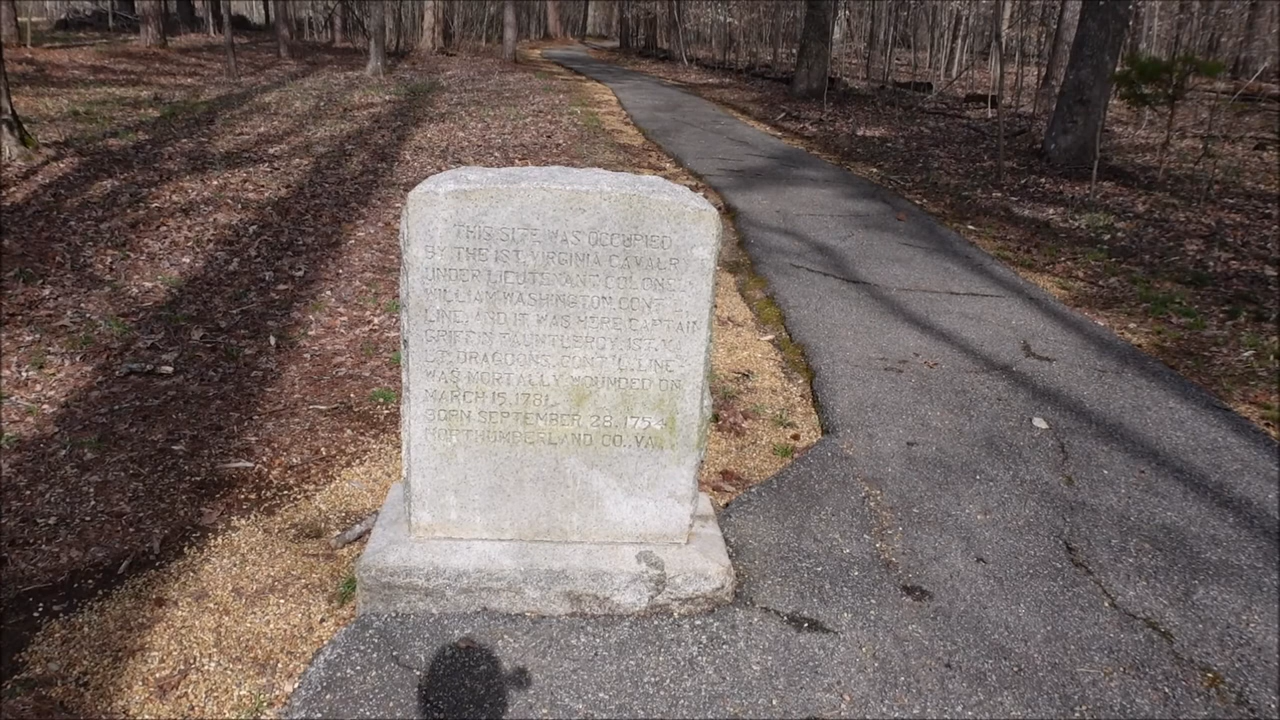 THIS SITE WAS OCCUPIED
BY THE 1ST. VIRGINIA CAVALRY
UNDER LIEUTENANT COLONEL
WILLIAM WASHINGTON CONT'L.
LINE, AND IT WAS HERE CAPTAIN
GRIFFIN FAUNTLEROY, 1ST. V.
LT. DRAGOONS, CONT'L. LINE
WAS MORTALLY WOUNDED ON
MARCH 15, 1781.
BORN SEPTEMBER 28, 1754
NORTHUMBERLAND CO., VA.